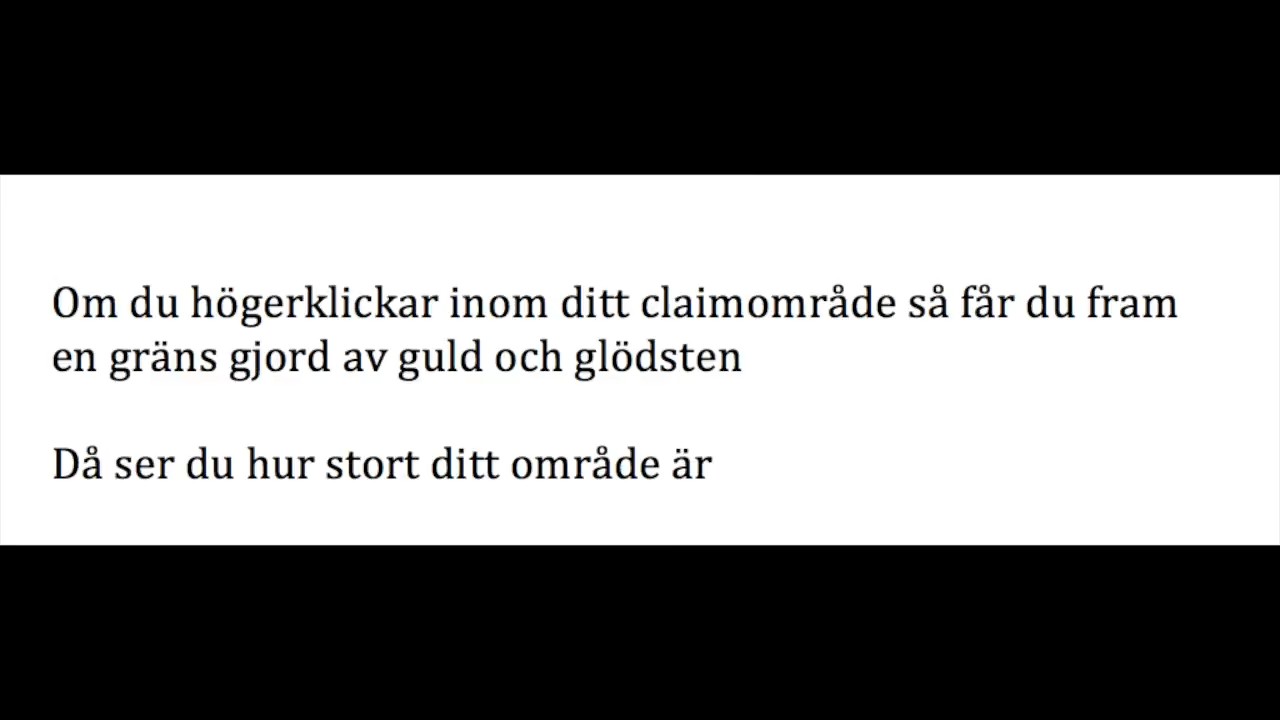 Om du högerklickar inom ditt claimområde så får du fram
en gräns gjord av guld och glödsten
Då ser du hur stort ditt område är